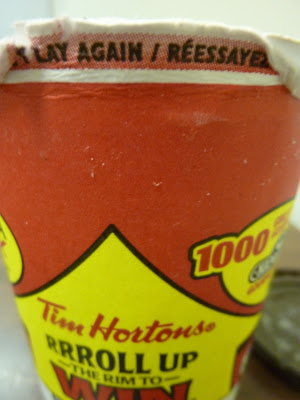 LAY AGAIN / RÉESSAYEZ
1000
Tim Hortons®
RRROLL UP
THE RIM TO
WIN